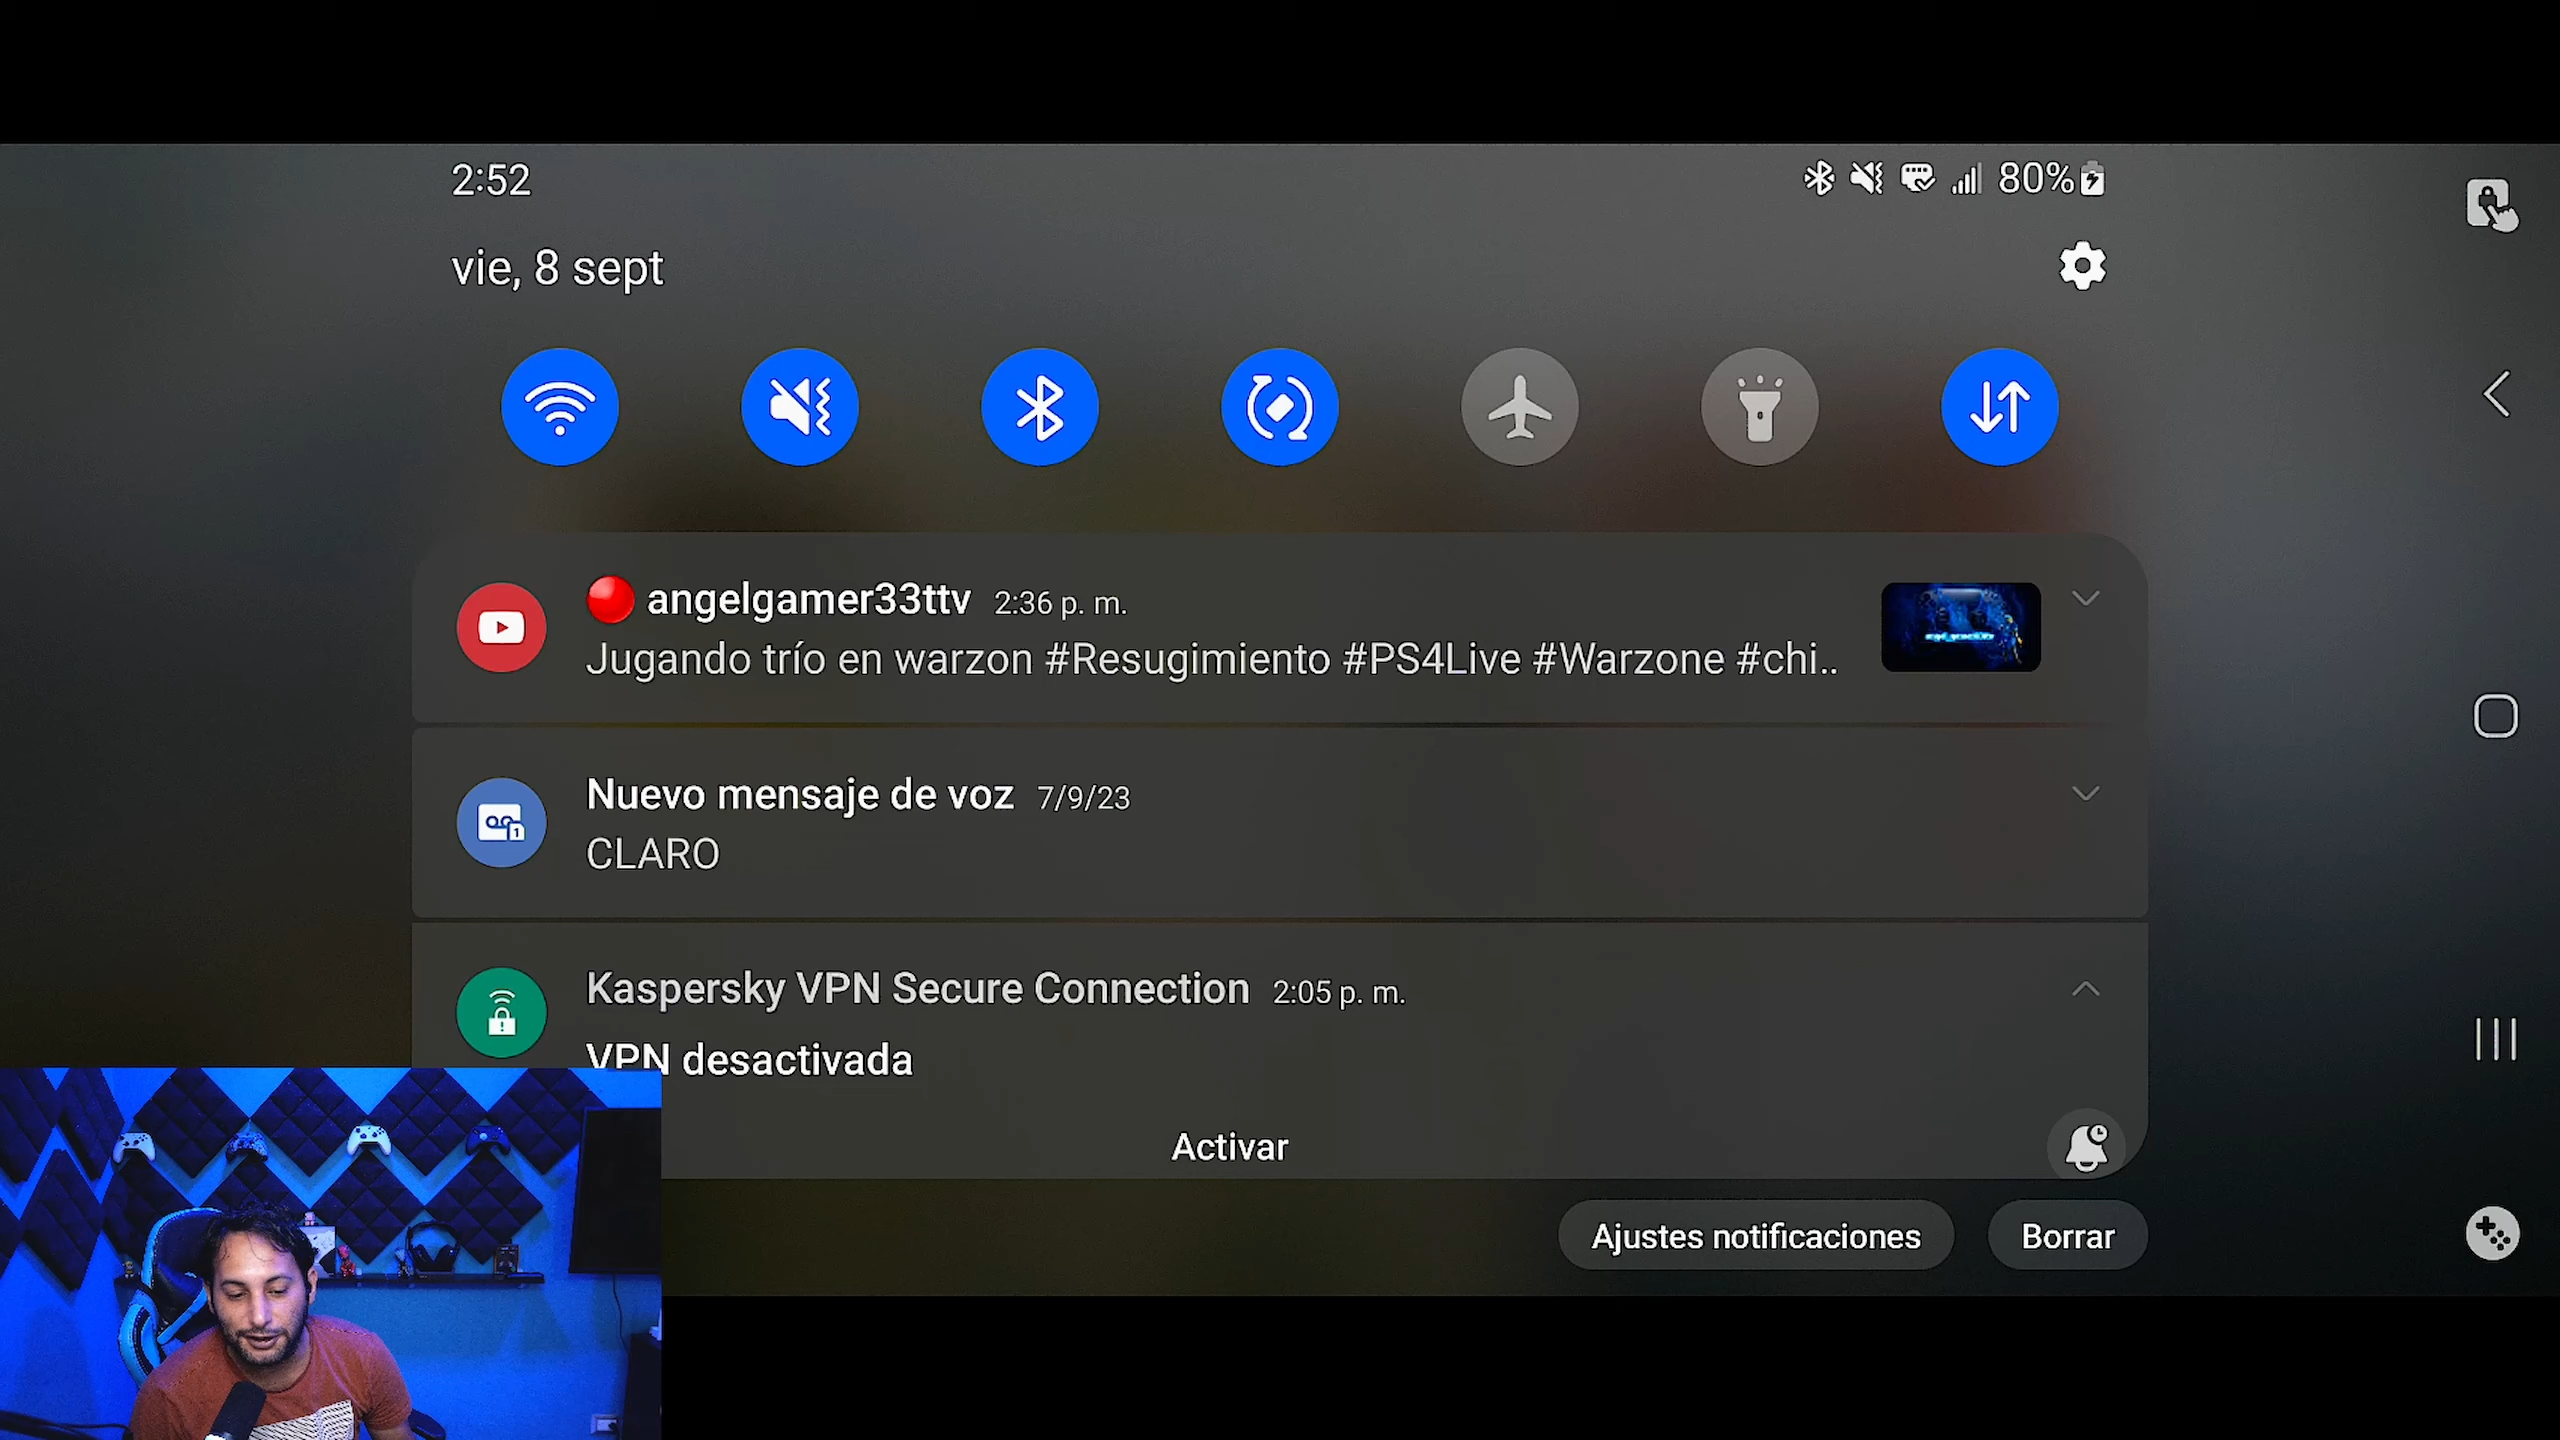 2:52
80%
vie, 8 sept
angelgamer33ttv 2:36 p. m.
Jugando trío en warzon #Resugimiento #PS4Live #Warzone #chi..
Nuevo mensaje de voz 7/9/23
CLARO
Kaspersky VPN Secure Connection 2:05 p. m.
VPN desactivada
Activar
Ajustes notificaciones
Borrar